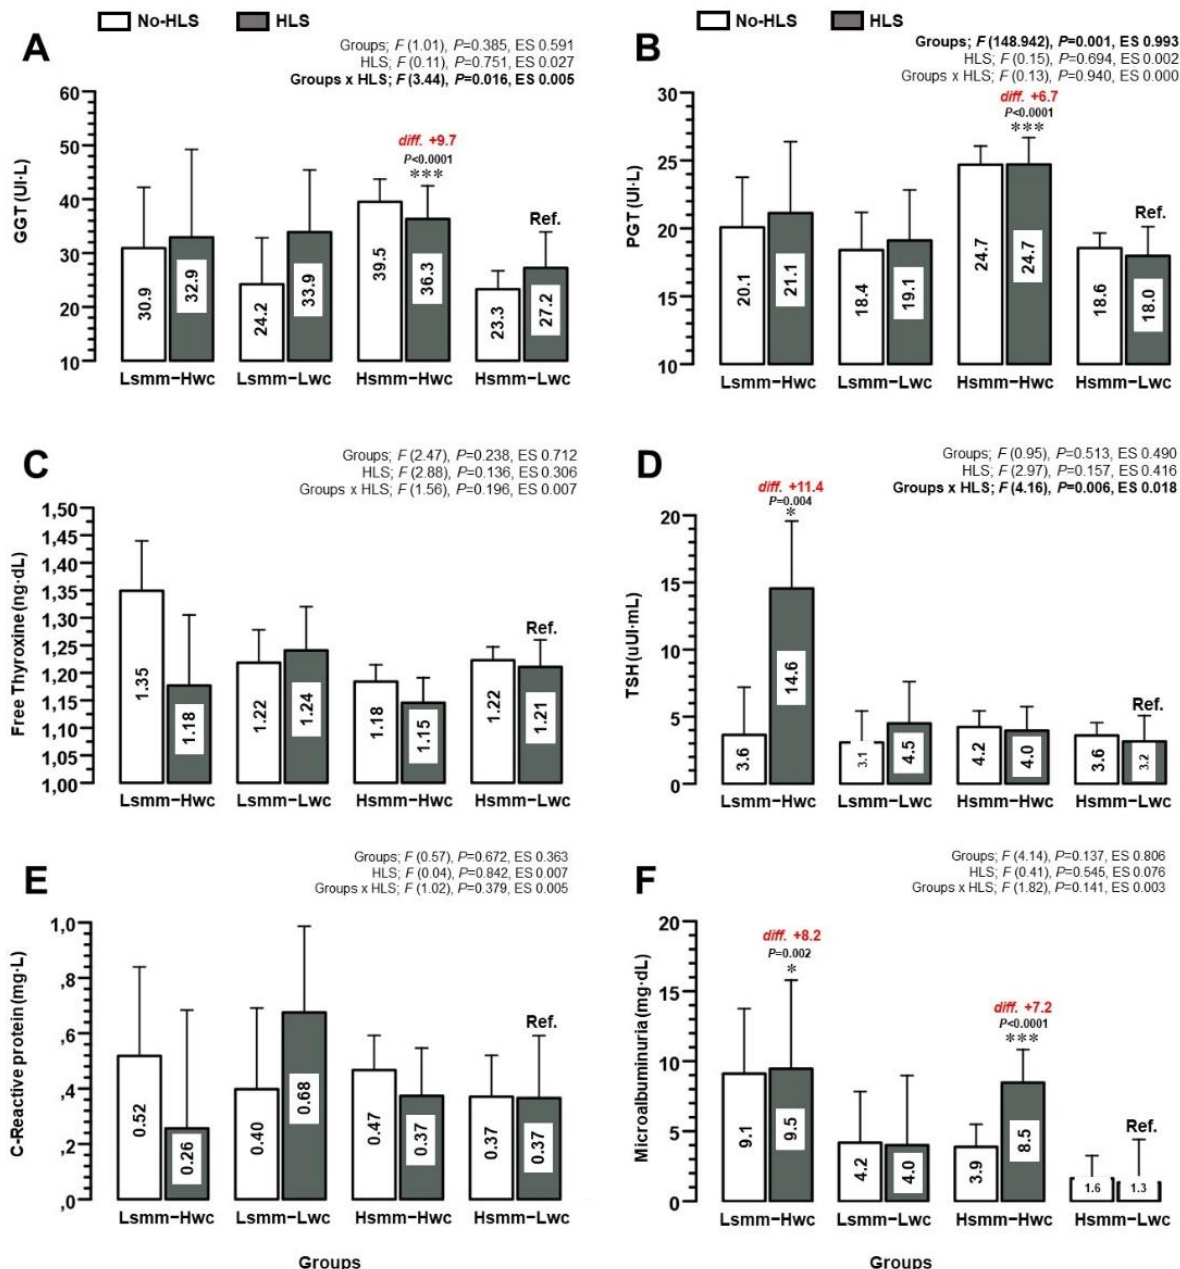 No-HLS HLS
A
Groups; F (1.01), P=0.385, ES 0.591
HLS; F (0.11), P=0.751, ES 0.027
Groups x HLS; F (3.44), P=0.016, ES 0.005
GGT (UI·L)
60
50
40
30
20
10
diff. +9.7
P<0.0001
***
Ref.
30.9
32.9
24.2
33.9
39.5
36.3
23.3
27.2
Lsmm−Hwc Lsmm−Lwc Hsmm−Hwc Hsmm−Lwc
No-HLS HLS
B
Groups; F (148.942), P=0.001, ES 0.993
HLS; F (0.15), P=0.694, ES 0.002
Groups x HLS; F (0.13), P=0.940, ES 0.000
PGT (UI·L)
30
25
20
15
10
diff. +6.7
P<0.0001
***
Ref.
20.1
21.1
18.4
19.1
24.7
24.7
18.6
18.0
Lsmm−Hwc Lsmm−Lwc Hsmm−Hwc Hsmm−Lwc
C
Groups; F (2.47), P=0.238, ES 0.712
HLS; F (2.88), P=0.136, ES 0.306
Groups x HLS; F (1.56), P=0.196, ES 0.007
Free Thyroxine (ng·dL)
1,50
1,45
1,40
1,35
1,30
1,25
1,20
1,15
1,10
1,05
1,00
Ref.
1.35
1.18
1.22
1.24
1.18
1.15
1.22
1.21
Lsmm−Hwc Lsmm−Lwc Hsmm−Hwc Hsmm−Lwc
D
Groups; F (0.95), P=0.513, ES 0.490
HLS; F (2.97), P=0.157, ES 0.416
Groups x HLS; F (4.16), P=0.006, ES 0.018
TSH (uUI·mL)
20
15
10
5
0
diff. +11.4
P=0.004
*
Ref.
3.6
14.6
3.1
4.5
4.2
4.0
3.6
3.2
Lsmm−Hwc Lsmm−Lwc Hsmm−Hwc Hsmm−Lwc
E
Groups; F (0.57), P=0.672, ES 0.363
HLS; F (0.04), P=0.842, ES 0.007
Groups x HLS; F (1.02), P=0.379, ES 0.005
C-Reactive protein (mg·L)
1,0
,8
,6
,4
,2
,0
Ref.
0.52
0.26
0.40
0.68
0.47
0.37
0.37
0.37
Lsmm−Hwc Lsmm−Lwc Hsmm−Hwc Hsmm−Lwc
Groups
F
Groups; F (4.14), P=0.137, ES 0.806
HLS; F (0.41), P=0.545, ES 0.076
Groups x HLS; F (1.82), P=0.141, ES 0.003
Microalbuminuria (mg·dL)
20
15
10
5
0
diff. +8.2
P=0.002
*
diff. +7.2
P<0.0001
***
Ref.
9.1
9.5
4.2
4.0
3.9
8.5
1.6
1.3
Lsmm−Hwc Lsmm−Lwc Hsmm−Hwc Hsmm−Lwc
Groups